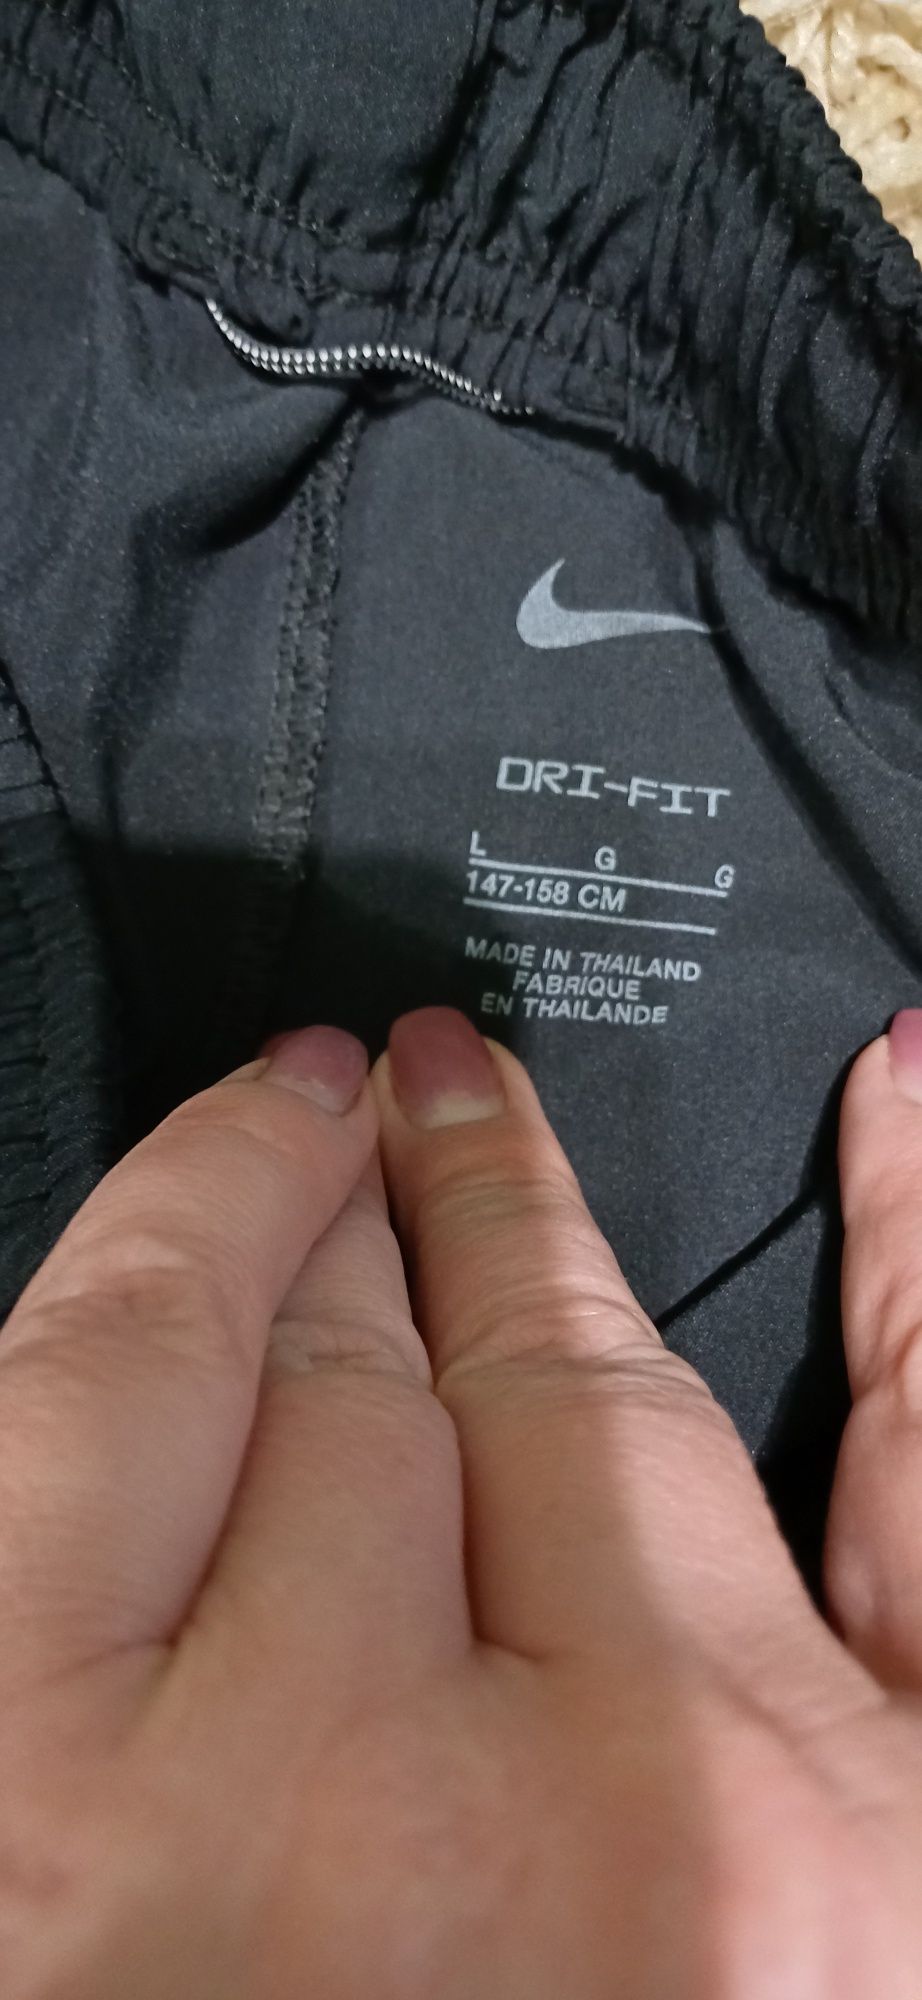 DRI-FIT
L G G
147-158 CM
MADE IN THAILAND
FABRIQUE
EN THAILANDE